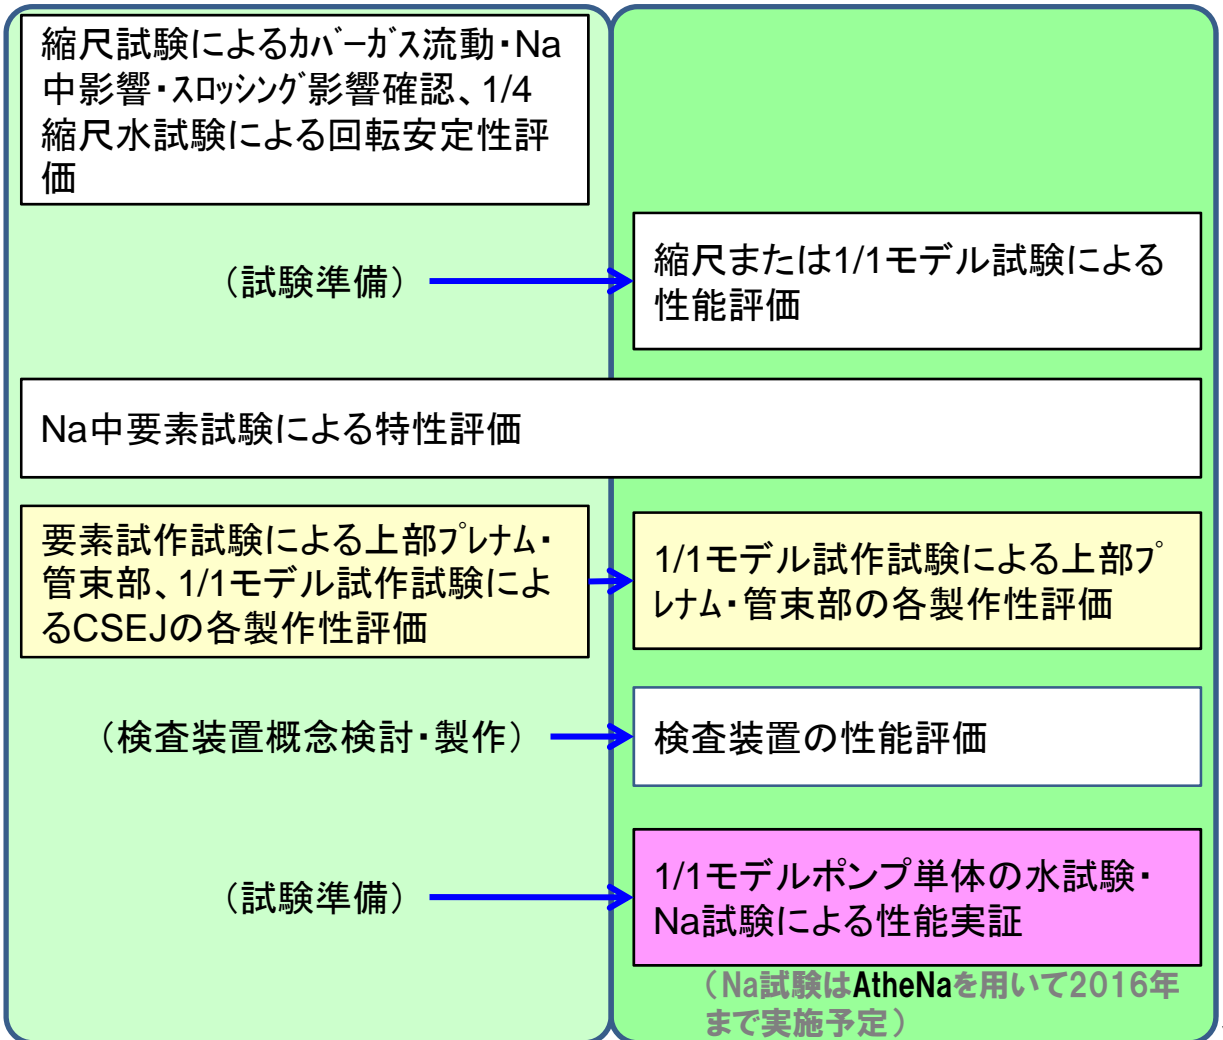 縮尺試験によるｶﾊﾞｰｶﾞｽ流動・Na
中影響・ｽﾛｯｼﾝｸﾞ影響確認、1/4
縮尺水試験による回転安定性評
価
（試験準備）
縮尺または1/1モデル試験による
性能評価
Na中要素試験による特性評価
要素試作試験による上部ﾌﾟﾚﾅﾑ・
管束部、1/1モデル試作試験によ
るCSEJの各製作性評価
1/1モデル試作試験による上部ﾌﾟ
ﾚﾅﾑ・管束部の各製作性評価
（検査装置概念検討・製作）
検査装置の性能評価
（試験準備）
1/1モデルポンプ単体の水試験・
Na試験による性能実証
（Na試験はAtheNaを用いて2016年
まで実施予定）